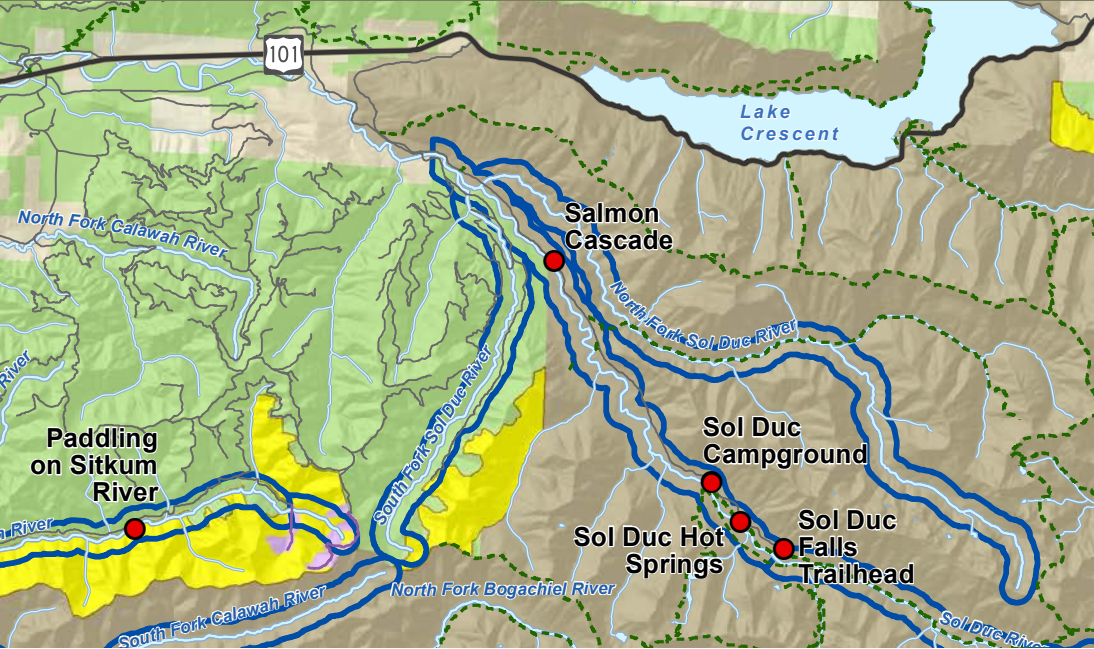 101
Lake
Crescent
Salmon
Cascade
North Fork Calawah River
North Fork Sol Duc River
River
South Fork Sol Duc River
Paddling
on Sitkum
River
Sol Duc
Campground
River
Sol Duc Hot
Springs
Sol Duc
Falls
Trailhead
North Fork Bogachiel River
South Fork Calawah River
Sol Duc River